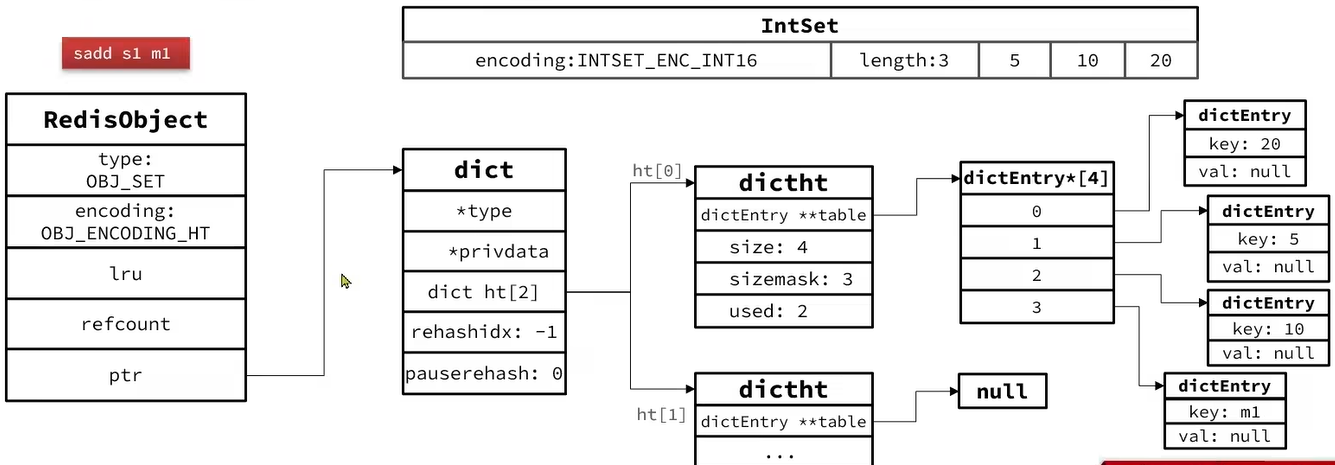 sadd s1 m1
IntSet
encoding:INTSET_ENC_INT16
length:3
5
10
20
RedisObject
type:
OBJ_SET
encoding:
OBJ_ENCODING_HT
lru
refcount
ptr
dict
*type
*privdata
dict ht[2]
rehashidx: -1
pauserehash: 0
ht[0]
dictht
dictEntry **table
size: 4
sizemask: 3
used: 2
ht[1]
dictht
dictEntry **table
...
dictEntry*[4]
0
1
2
3
null
dictEntry
key: 20
val: null
dictEntry
key: 5
val: null
dictEntry
key: 10
val: null
dictEntry
key: m1
val: null